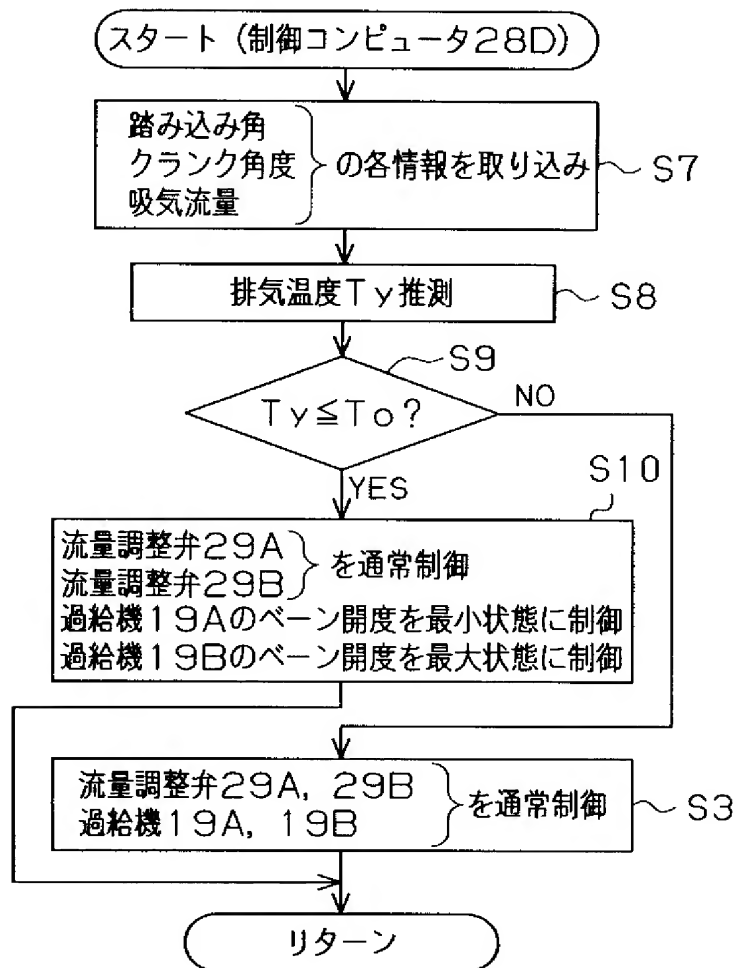 スタート（制御コンピュータ28D）
踏み込み角
クランク角度
吸気流量
の各情報を取り込み
S7
排気温度Ty推測
S8
S9
Ty≦To?
NO
YES
S10
流量調整弁29A
流量調整弁29B
を通常制御
過給機19Aのベーン開度を最小状態に制御
過給機19Bのベーン開度を最大状態に制御
流量調整弁29A, 29B
過給機19A, 19B
を通常制御
S3
リターン